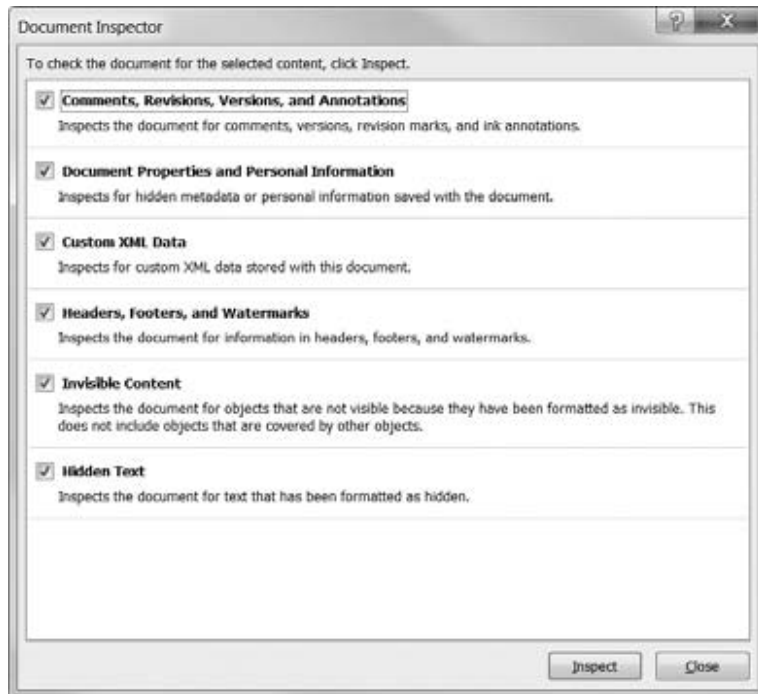 Document Inspector
To check the document for the selected content, click Inspect.
Comments, Revisions, Versions, and Annotations
Inspects the document for comments, versions, revision marks, and ink annotations.
Document Properties and Personal Information
Inspects for hidden metadata or personal information saved with the document.
Custom XML Data
Inspects for custom XML data stored with this document.
Headers, Footers, and Watermarks
Inspects the document for information in headers, footers, and watermarks.
Invisible Content
Inspects the document for objects that are not visible because they have been formatted as invisible. This
does not include objects that are covered by other objects.
Hidden Text
Inspects the document for text that has been formatted as hidden.
Inspect Close